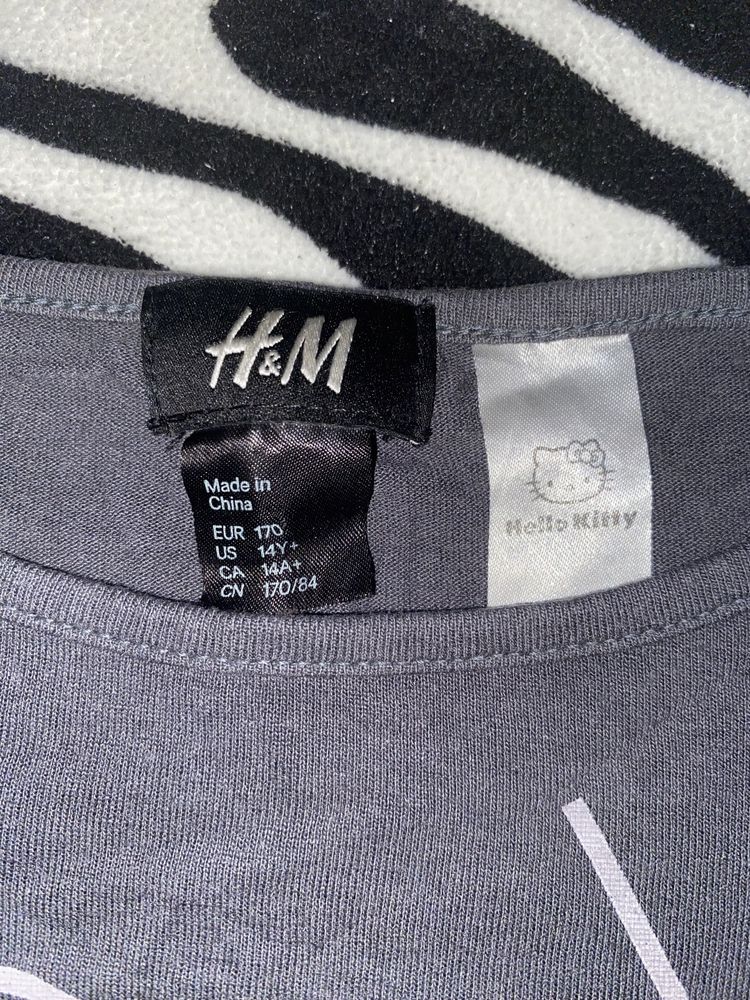 H&M
Made in
China
EUR 170
US 14Y+
CA 14A+
CN 170/84
Hello Kitty